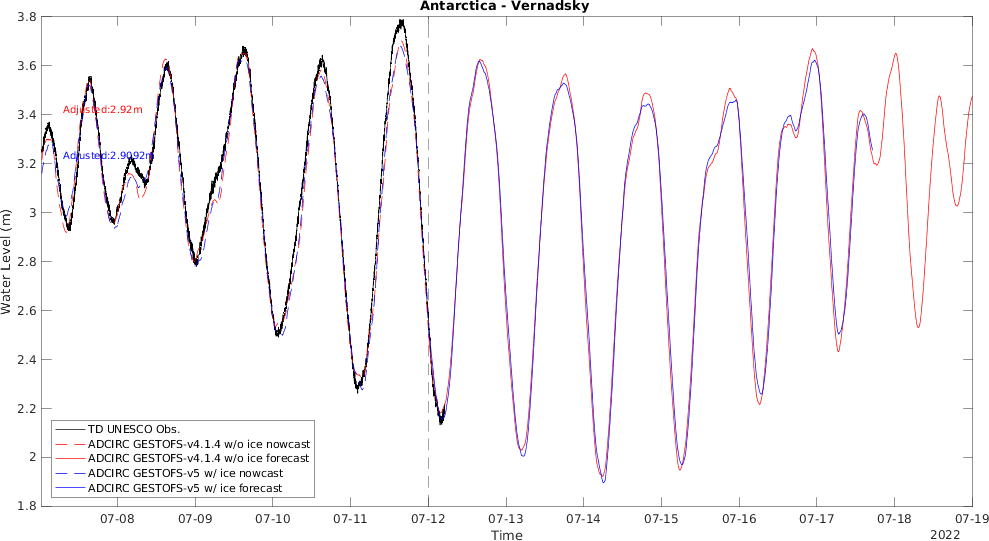 Antarctica - Vernadsky
3.8
3.6
3.4
3.2
3
2.8
2.6
2.4
2.2
2
1.8
Water Level (m)
Adjusted:2.92m
Adjusted:2.9092m
TD UNESCO Obs.
ADCIRC GESTOFS-v4.1.4 w/o ice nowcast
ADCIRC GESTOFS-v4.1.4 w/o ice forecast
ADCIRC GESTOFS-v5 w/ ice nowcast
ADCIRC GESTOFS-v5 w/ ice forecast
07-08 07-09 07-10 07-11 07-12 07-13 07-14 07-15 07-16 07-17 07-18 07-19
Time
2022